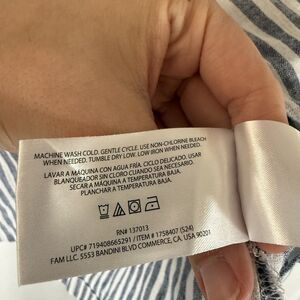 MACHINE WASH COLD. GENTLE CYCLE. USE NON-CHLORINE BLEACH
WHEN NEEDED. TUMBLE DRY LOW. LOW IRON WHEN NEEDED.
LAVAR A MÁQUINA CON AGUA FRÍA. CICLO DELICADO. USAR
BLANQUEADOR SIN CLORO CUANDO SEA NECESARIO.
SECAR A MÁQUINA A TEMPERATURA BAJA.
PLANCHAR A TEMPERATURA BAJA.
RN# 137013
UPC# 719408665291 / ITEM # 1758407 (S24)
FAM LLC. 5553 BANDINI BLVD COMMERCE, CA. USA 90201